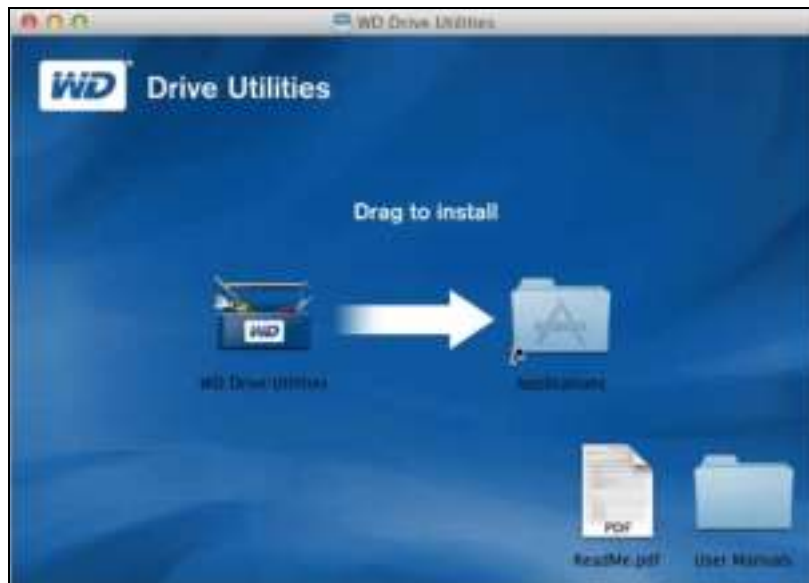 WD Drive Utilities
WD Drive Utilities
Drag to install
WD
WD Drive Utilities
Applications
PDF
ReadMe.pdf
User Manuals